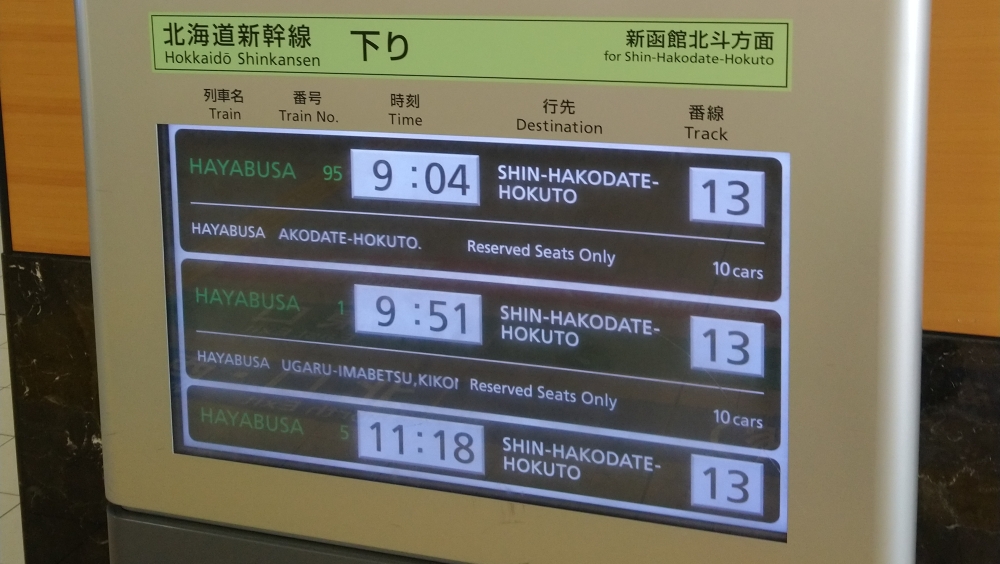 北海道新幹線 下り 新函館北斗方面
Hokkaidō Shinkansen for Shin-Hakodate-Hokuto
列車名 番号 時刻 行先 番線
Train Train No. Time Destination Track
HAYABUSA 95 9:04 SHIN-HAKODATE-
HOKUTO 13
HAYABUSA AKODATE-HOKUTO. Reserved Seats Only 10 cars
HAYABUSA 1 9:51 SHIN-HAKODATE-
HOKUTO 13
HAYABUSA UGARU-IMABETSU,KIKO Reserved Seats Only 10 cars
HAYABUSA 5 11:18 SHIN-HAKODATE-
HOKUTO 13